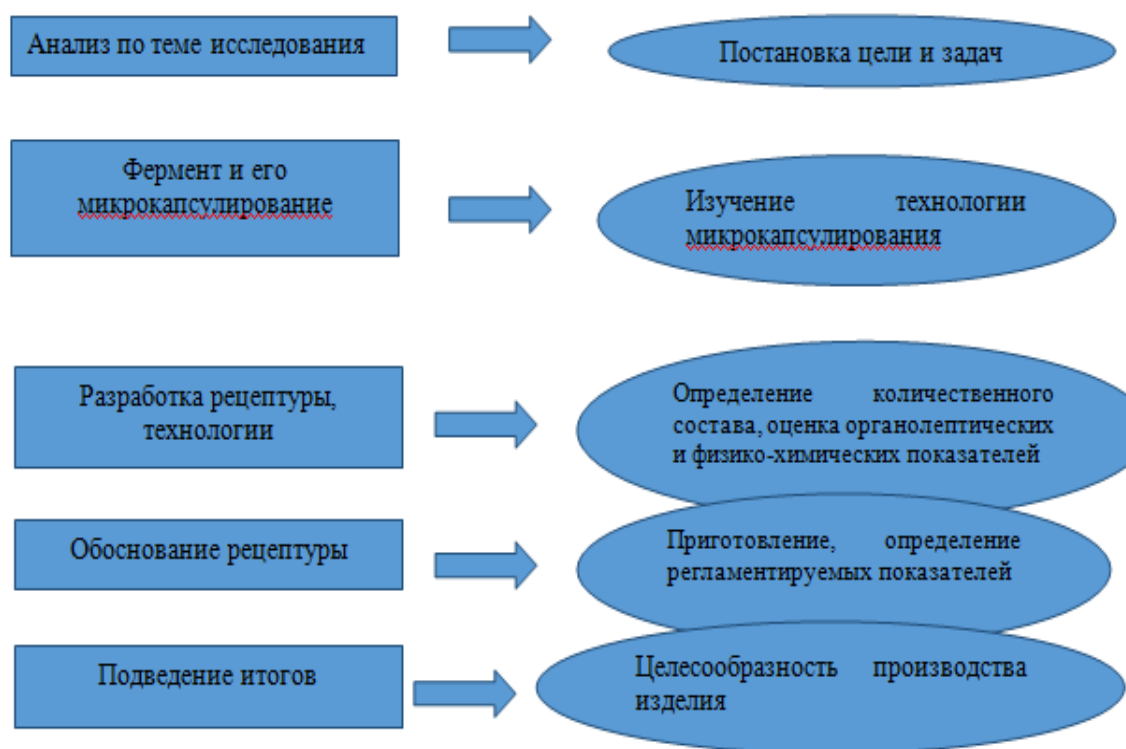 Анализ по теме исследования
Постановка цели и задач
Фермент и его
микрокапсулирование
Изучение технологии
микрокапсулирования
Разработка рецептуры,
технологии
Определение количественного
состава, оценка органолептических
и физико-химических показателей
Обоснование рецептуры
Приготовление, определение
регламентируемых показателей
Подведение итогов
Целесообразность производства
изделия